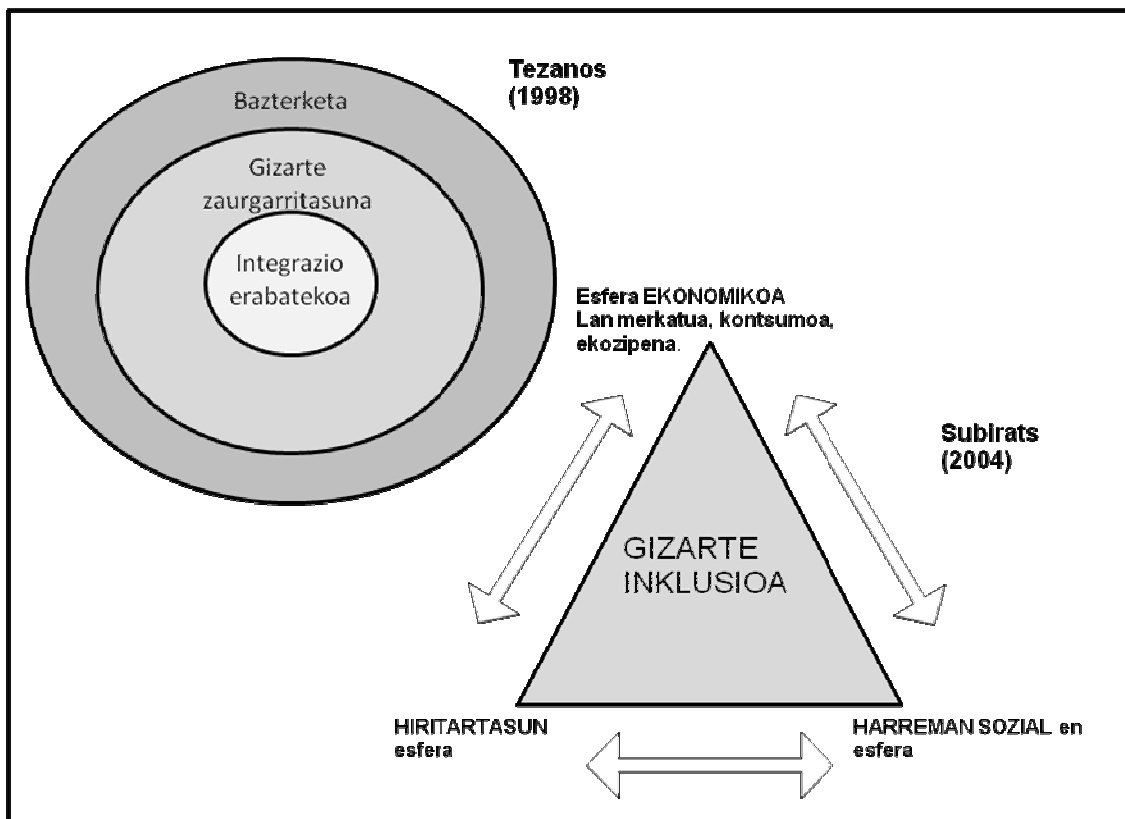 Tezanos
(1998)
Bazterketa
Gizarte
zaurgarritasuna
Integrazio
erabatekoa
Esfera EKONOMIKOA
Lan merkatua, kontsumoa,
ekozipena.
Subirats
(2004)
GIZARTE
INKLUSIOA
HIRITARTASUN
esfera
HARREMAN SOZIAL en
esfera